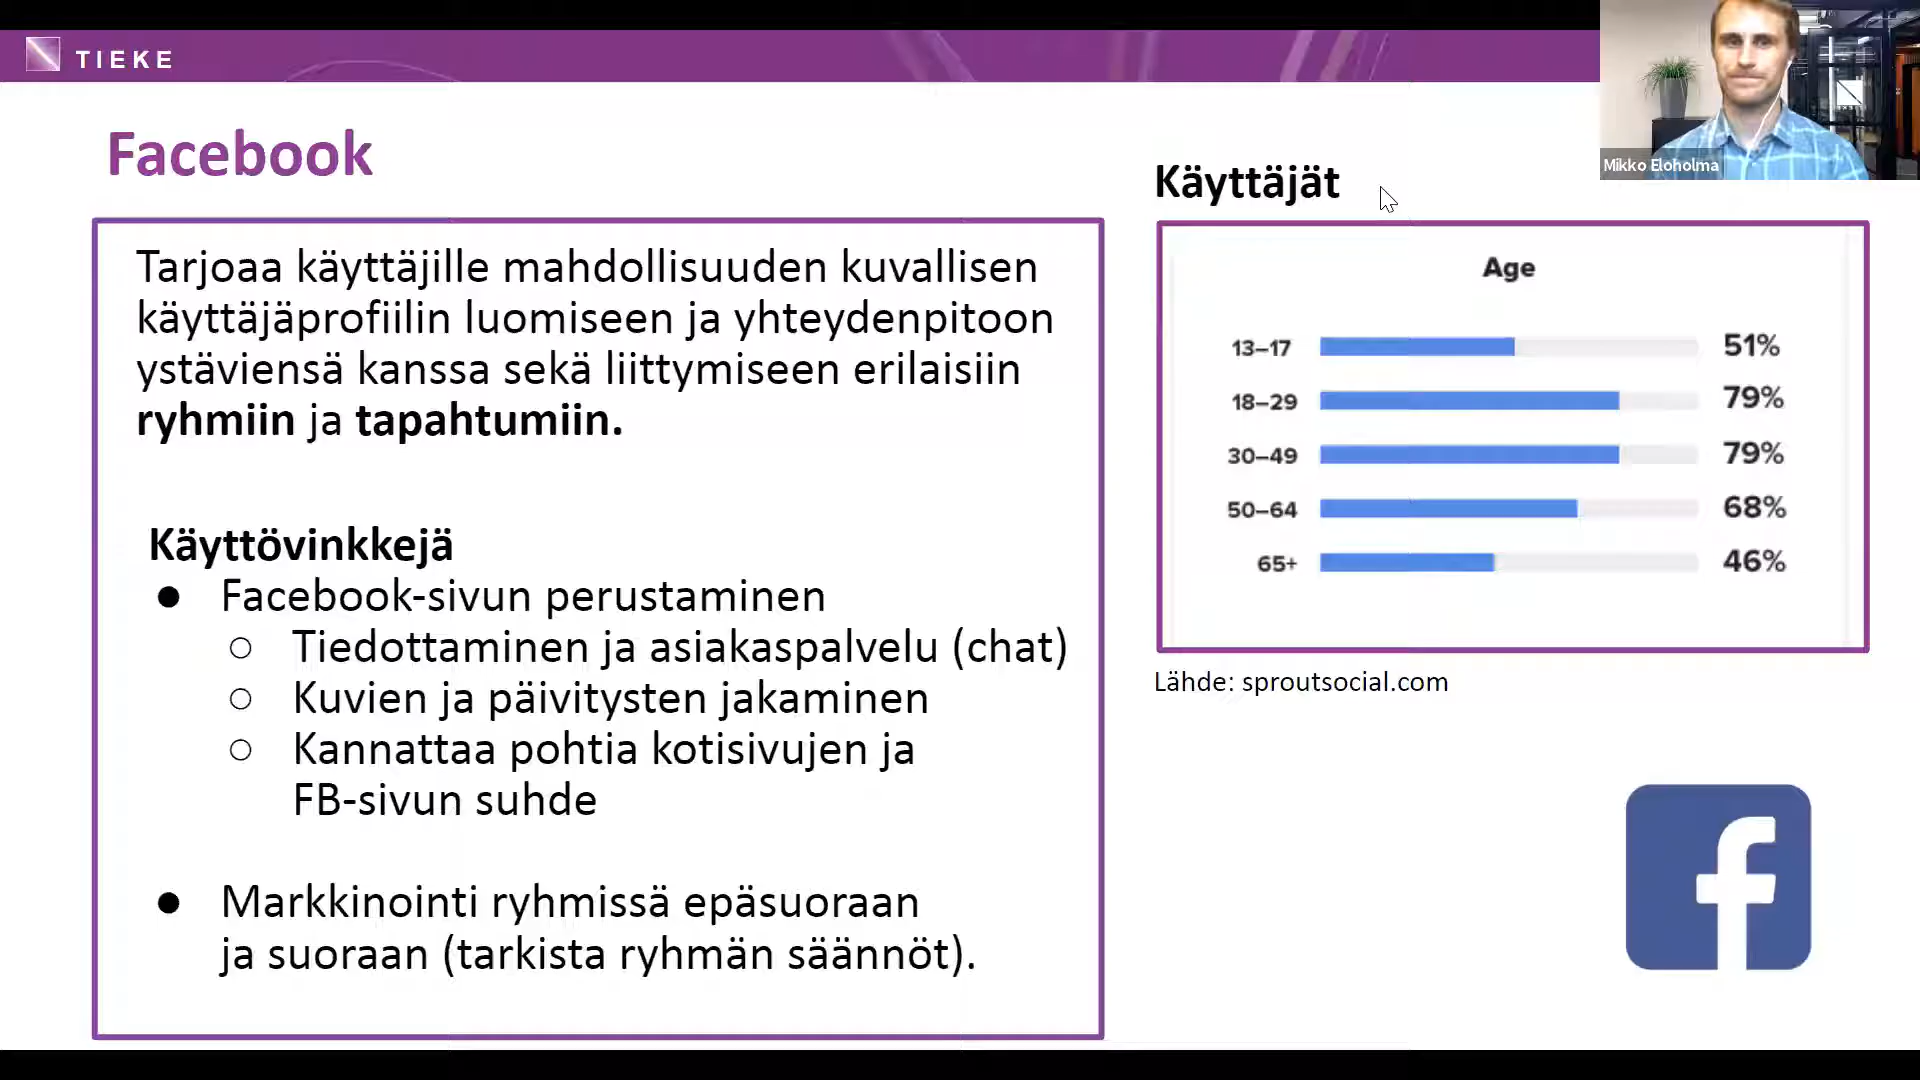 TIEKE
Mikko Eloholma
Facebook
Tarjoaa käyttäjille mahdollisuuden kuvallisen
käyttäjäprofiilin luomiseen ja yhteydenpitoon
ystäviensä kanssa sekä liittymiseen erilaisiin
ryhmiin ja tapahtumiin.
Käyttövinkkejä
● Facebook-sivun perustaminen
○ Tiedottaminen ja asiakaspalvelu (chat)
○ Kuvien ja päivitysten jakaminen
○ Kannattaa pohtia kotisivujen ja
FB-sivun suhde
● Markkinointi ryhmissä epäsuoraan
ja suoraan (tarkista ryhmän säännöt).
Käyttäjät
Age
13–17 51%
18–29 79%
30–49 79%
50–64 68%
65+ 46%
Lähde: sproutsocial.com
f